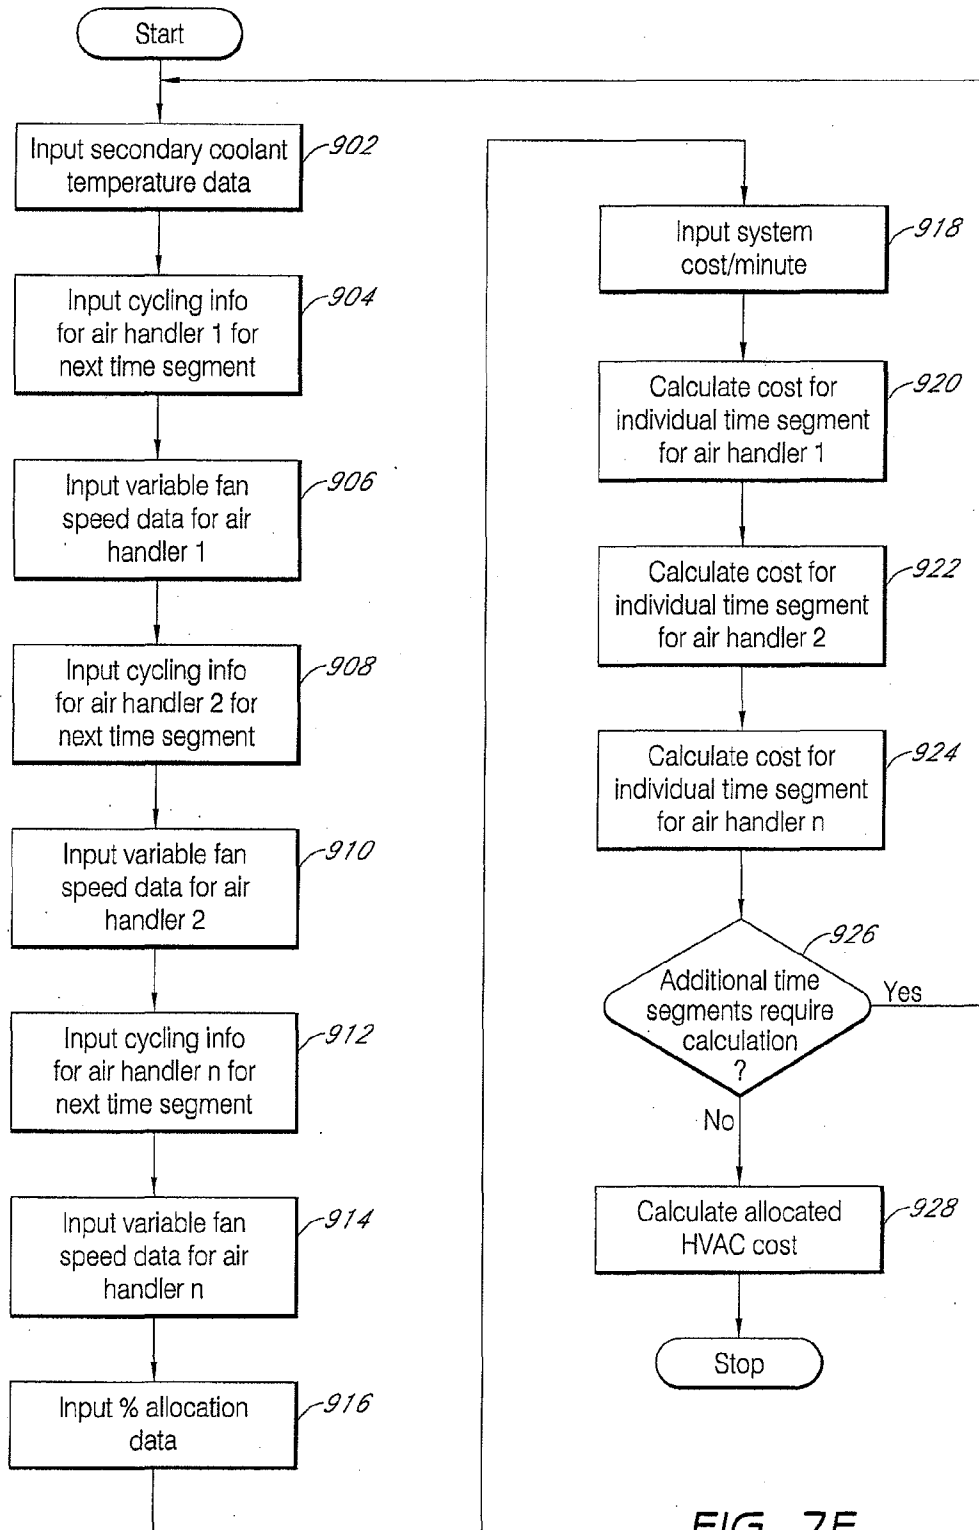 Start
Input secondary coolant
temperature data
902
Input cycling info
for air handler 1 for
next time segment
904
Input variable fan
speed data for air
handler 1
906
Input cycling info
for air handler 2 for
next time segment
908
Input variable fan
speed data for air
handler 2
910
Input cycling info
for air handler n for
next time segment
912
Input variable fan
speed data for air
handler n
914
Input % allocation
data
916
Input system
cost/minute
918
Calculate cost for
individual time segment
for air handler 1
920
Calculate cost for
individual time segment
for air handler 2
922
Calculate cost for
individual time segment
for air handler n
924
Additional time
segments require
calculation
?
926
Yes
No
Calculate allocated
HVAC cost
928
Stop
FIG. 7E